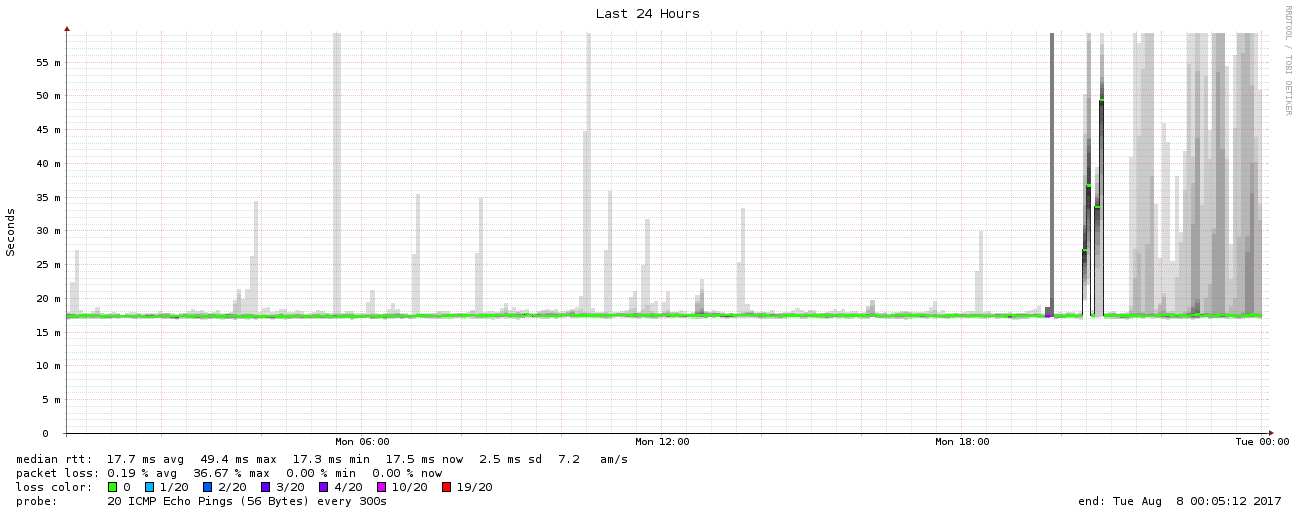 Last 24 Hours
RRDTOOL / TOBI OETIKER
Seconds
55 m
50 m
45 m
40 m
35 m
30 m
25 m
20 m
15 m
10 m
5 m
0
Mon 06:00 Mon 12:00 Mon 18:00 Tue 00:00
median rtt: 17.7 ms avg 49.4 ms max 17.3 ms min 17.5 ms now 2.5 ms sd 7.2 am/s
packet loss: 0.19 % avg 36.67 % max 0.00 % min 0.00 % now
loss color: 0 1/20 2/20 3/20 4/20 10/20 19/20
probe: 20 ICMP Echo Pings (56 Bytes) every 300s end: Tue Aug 8 00:05:12 2017